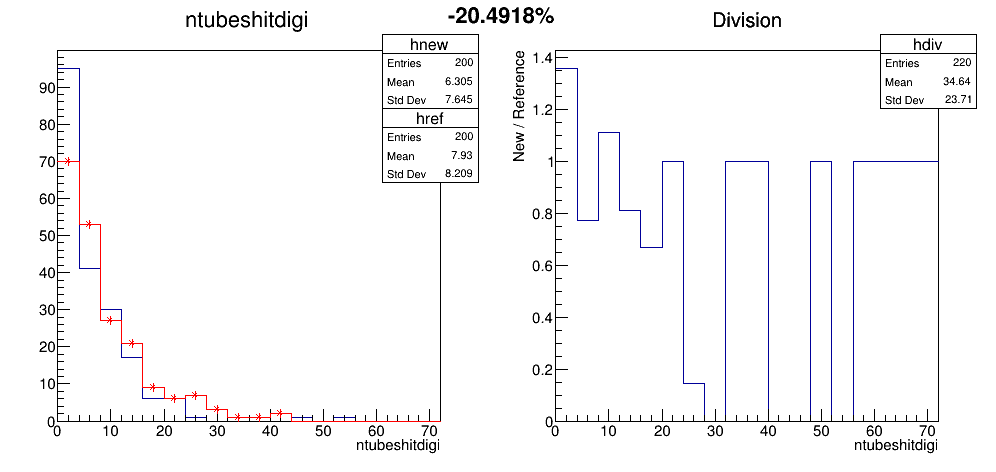 -20.4918%
ntubeshitdigi
hnew
Entries 200
Mean 6.305
Std Dev 7.645
href
Entries 200
Mean 7.93
Std Dev 8.209
90
80
70
60
50
40
30
20
10
0
0 10 20 30 40 50 60 70
ntubeshitdigi
Division
hdiv
Entries 220
Mean 34.64
Std Dev 23.71
New / Reference
1.4
1.2
1
0.8
0.6
0.4
0.2
0
0 10 20 30 40 50 60 70
ntubeshitdigi